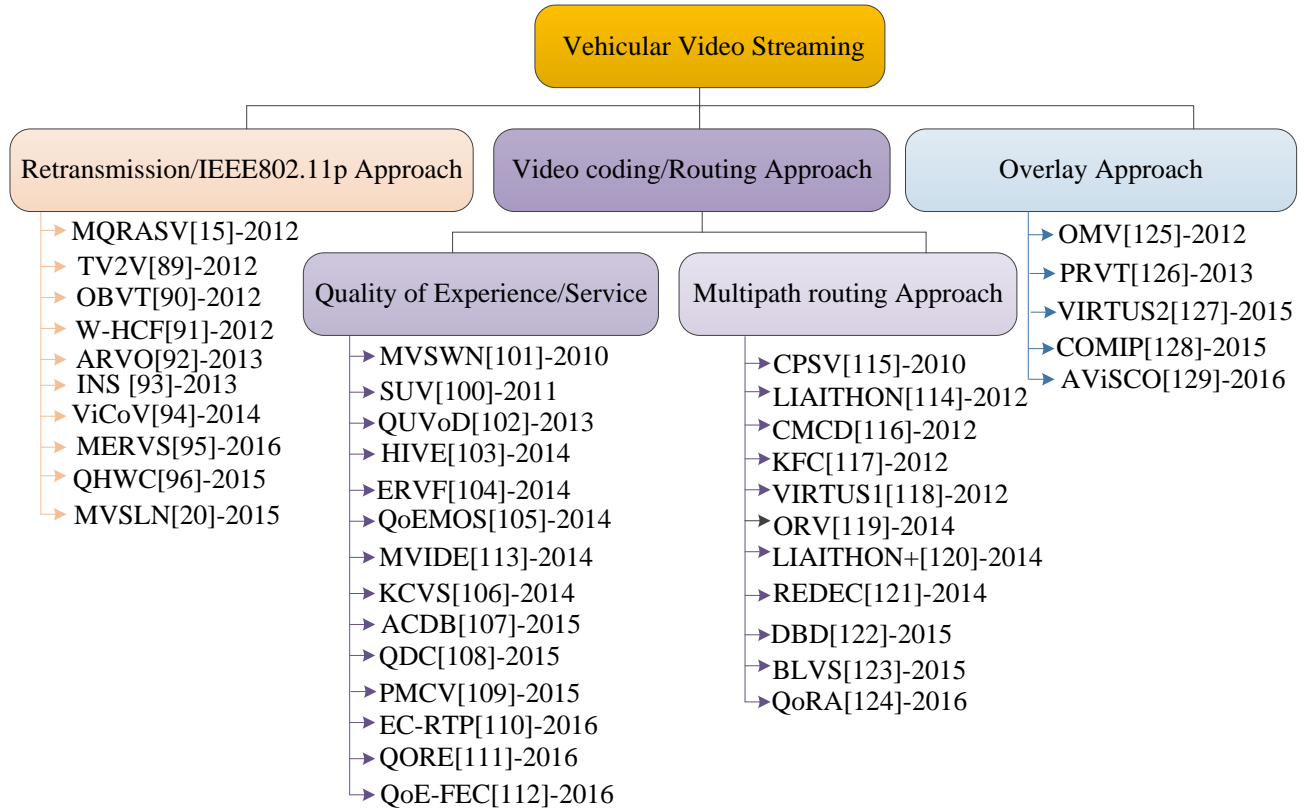 Vehicular Video Streaming
Retransmission/IEEE802.11p Approach
MQRASV[15]-2012
TV2V[89]-2012
OBVT[90]-2012
W-HCF[91]-2012
ARVO[92]-2013
INS [93]-2013
ViCoV[94]-2014
MERVS[95]-2016
QHWC[96]-2015
MVSLN[20]-2015
Video coding/Routing Approach
Quality of Experience/Service
MVSWN[101]-2010
SUV[100]-2011
QUVoD[102]-2013
HIVE[103]-2014
ERVF[104]-2014
QoEMOS[105]-2014
MVIDE[113]-2014
KCVS[106]-2014
ACDB[107]-2015
QDC[108]-2015
PMCV[109]-2015
EC-RTP[110]-2016
QORE[111]-2016
QoE-FEC[112]-2016
Multipath routing Approach
CPSV[115]-2010
LIAITHON[114]-2012
CMCD[116]-2012
KFC[117]-2012
VIRTUS1[118]-2012
ORV[119]-2014
LIAITHON+[120]-2014
REDEC[121]-2014
DBD[122]-2015
BLVS[123]-2015
QoRA[124]-2016
Overlay Approach
OMV[125]-2012
PRVT[126]-2013
VIRTUS2[127]-2015
COMIP[128]-2015
AViSCO[129]-2016